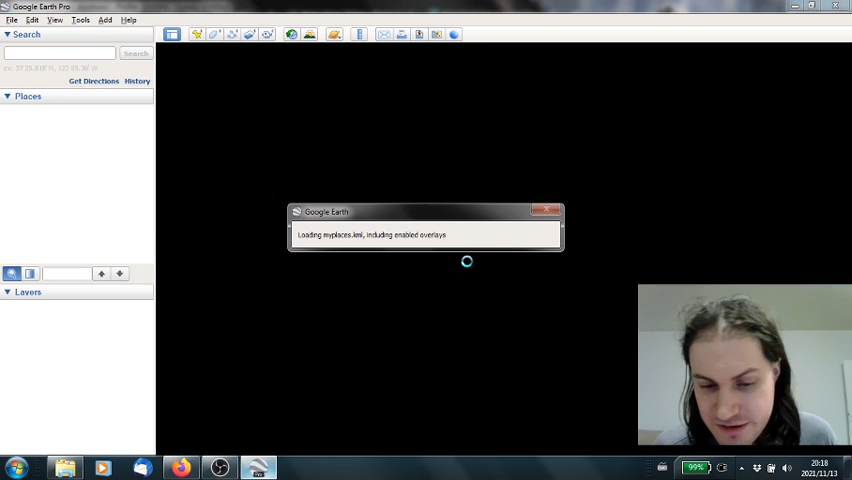 Google Earth Pro
File Edit View Tools Add Help
Search
Search
Get Directions History
Places
Google Earth
Loading myplaces.kml, including enabled overlays
Layers
Pro
99%
20:18
2021/11/13